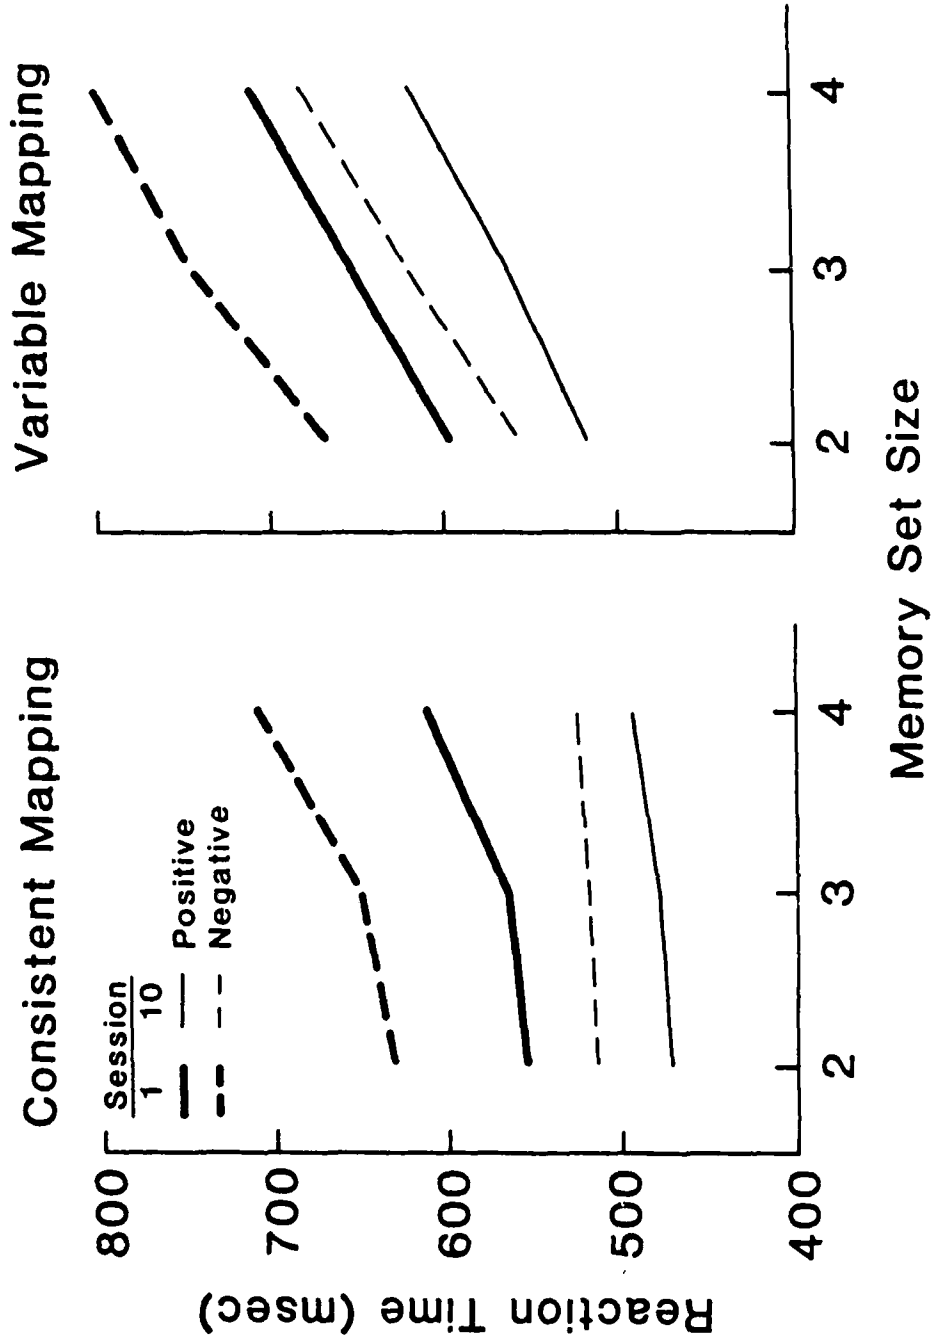 Consistent Mapping
Variable Mapping
Session
1 10
Positive
Negative
800
700
600
500
400
Reaction Time (msec)
2 3 4
2 3 4
Memory Set Size